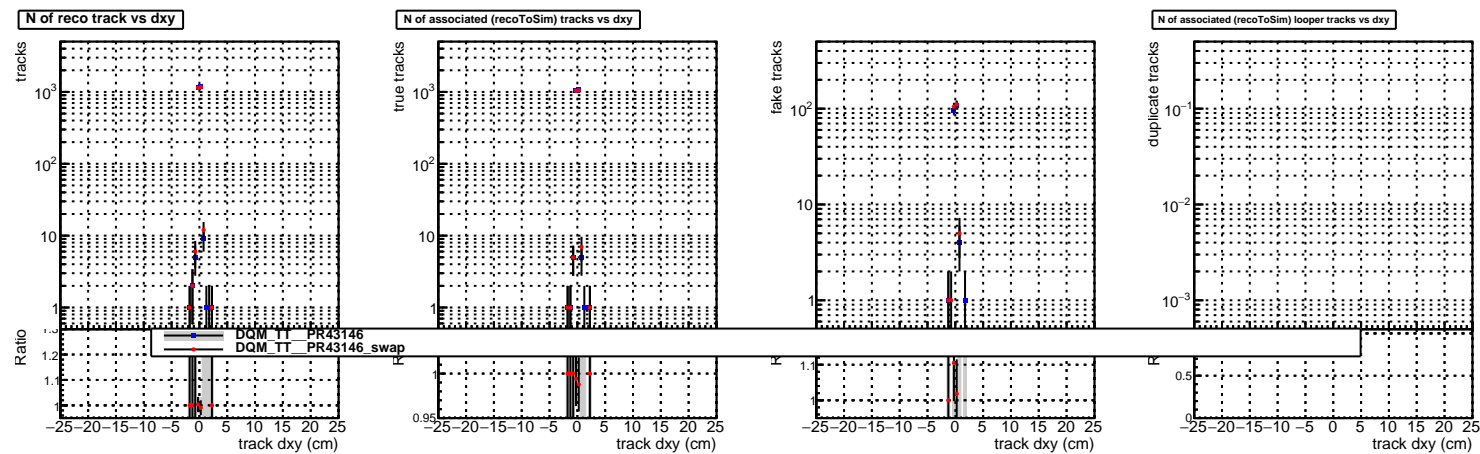 N of reco track vs dxy
tracks
10³
10²
10
1
Ratio
1.2
1.1
−25 −20 −15 −10 −5 0 5 10 15 20 25
track dxy (cm)
N of associated (recoToSim) tracks vs dxy
true tracks
10³
10²
10
1
1
0.95
−25 −20 −15 −10 −5 0 5 10 15 20 25
track dxy (cm)
fake tracks
10²
10
1
1.1
1
−25 −20 −15 −10 −5 0 5 10 15 20 25
track dxy (cm)
N of associated (recoToSim) looper tracks vs dxy
duplicate tracks
10⁻¹
10⁻²
10⁻³
0.5
0
−25 −20 −15 −10 −5 0 5 10 15 20 25
track dxy (cm)
DQM_TT__PR43146
DQM_TT__PR43146_swap